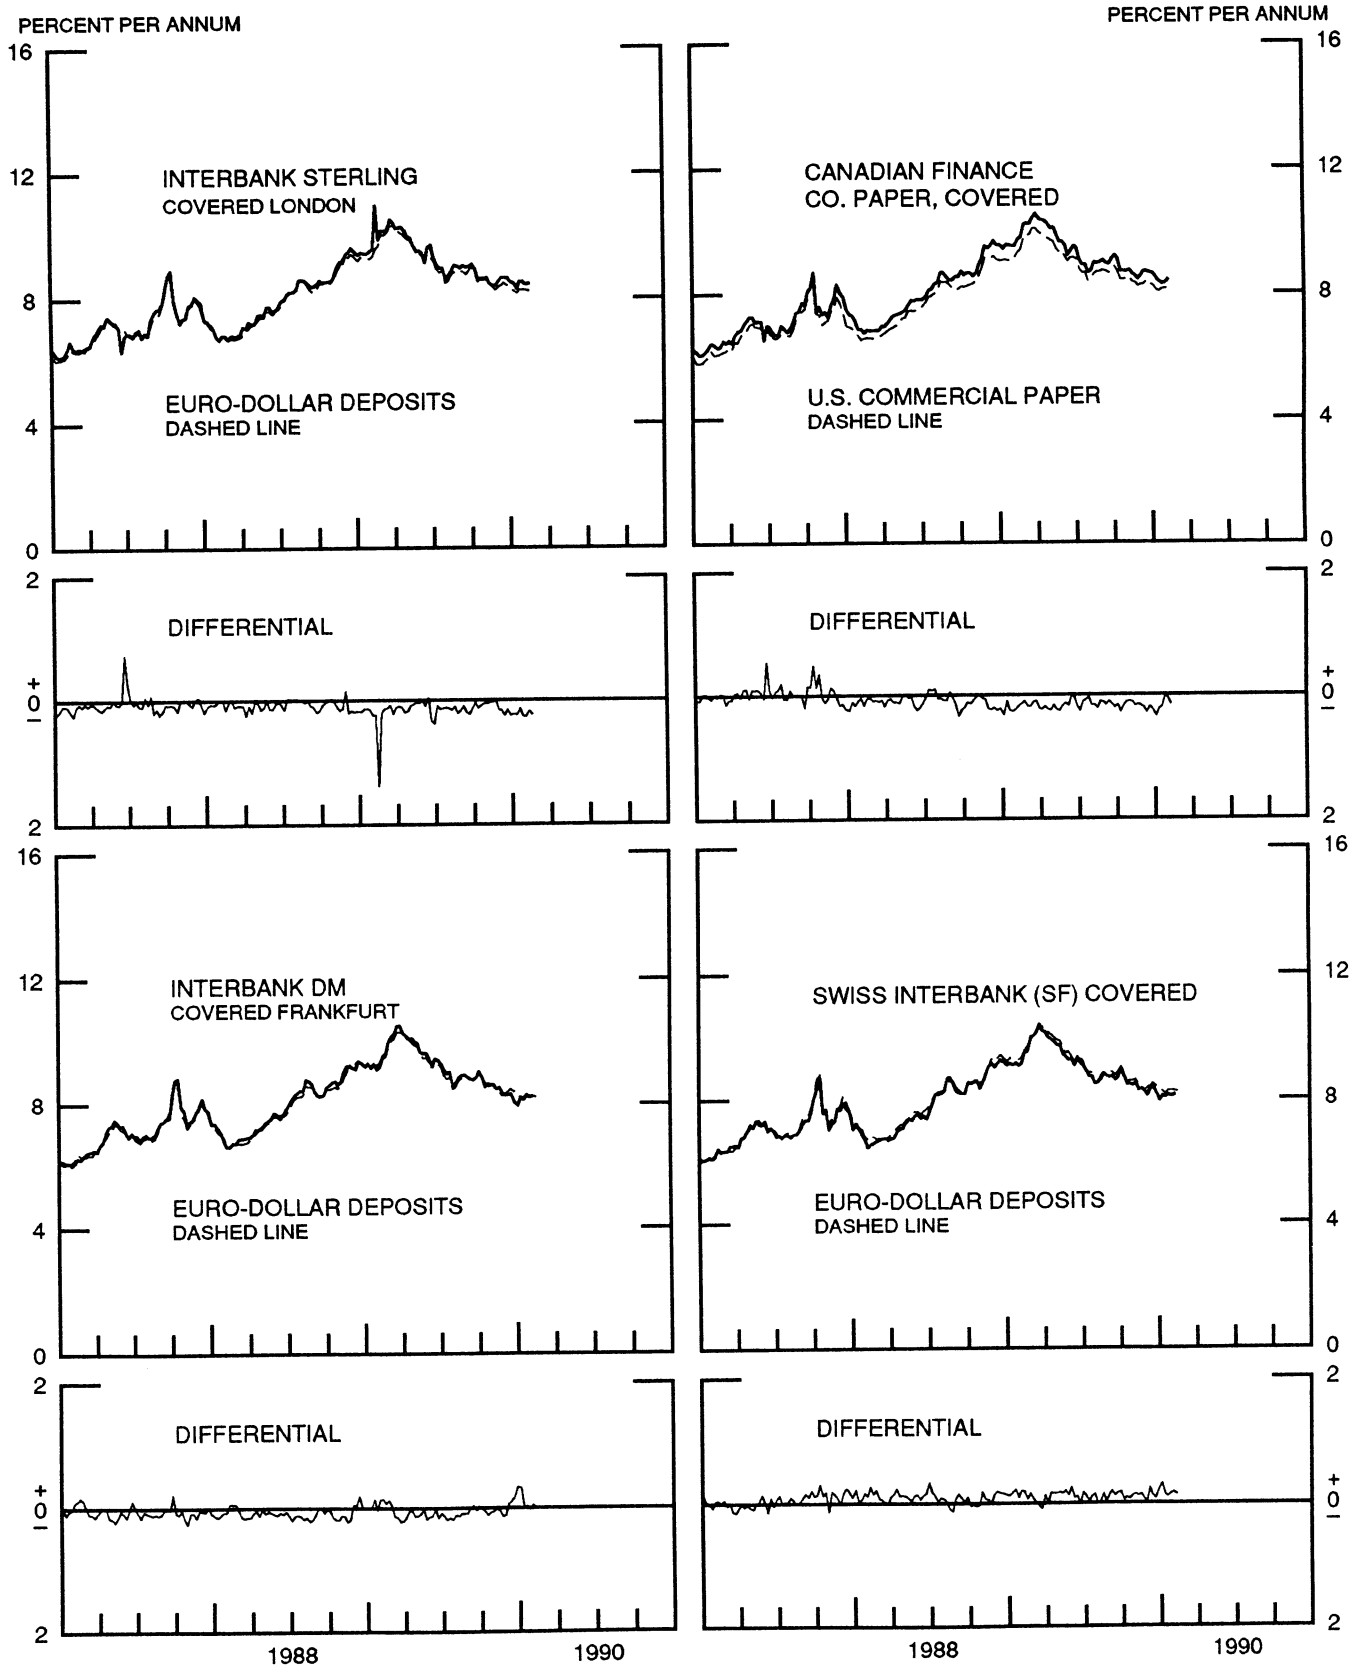 PERCENT PER ANNUM
PERCENT PER ANNUM
16
12
8
4
0
INTERBANK STERLING
COVERED LONDON
EURO-DOLLAR DEPOSITS
DASHED LINE
16
12
8
4
0
CANADIAN FINANCE
CO. PAPER, COVERED
U.S. COMMERCIAL PAPER
DASHED LINE
2
+
0
–
2
DIFFERENTIAL
2
+
0
–
2
DIFFERENTIAL
16
12
8
4
0
INTERBANK DM
COVERED FRANKFURT
EURO-DOLLAR DEPOSITS
DASHED LINE
16
12
8
4
0
SWISS INTERBANK (SF) COVERED
EURO-DOLLAR DEPOSITS
DASHED LINE
2
+
0
–
2
DIFFERENTIAL
2
+
0
–
2
DIFFERENTIAL
1988
1990
1988
1990